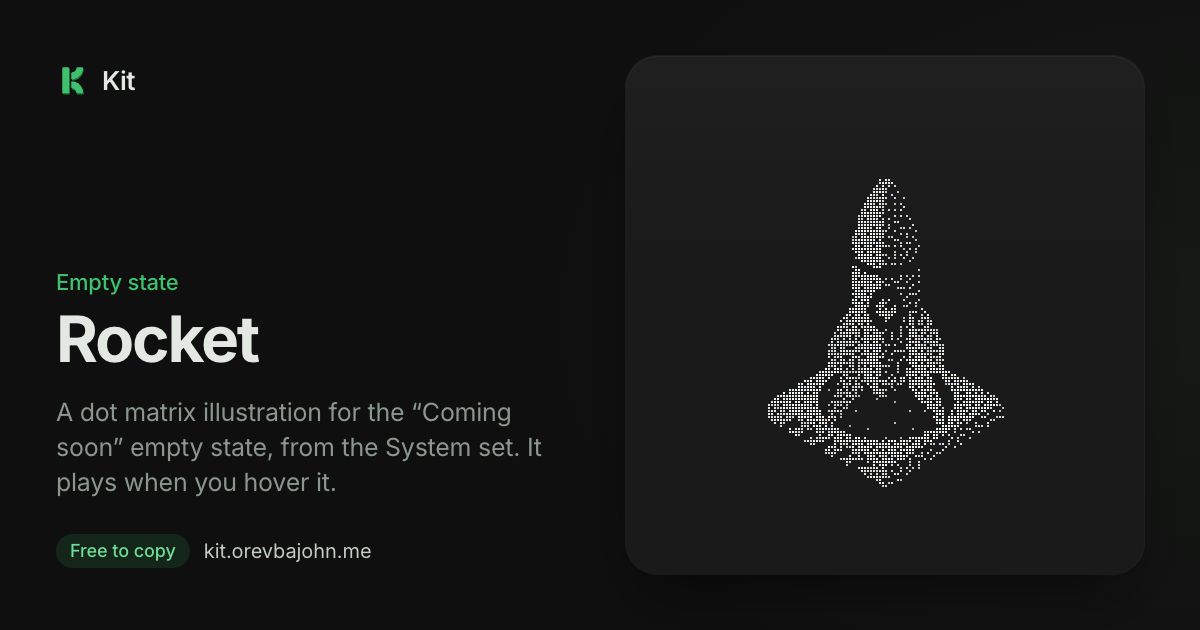 Kit
Empty state
Rocket
A dot matrix illustration for the “Coming
soon” empty state, from the System set. It
plays when you hover it.
Free to copy
kit.orevbajohn.me